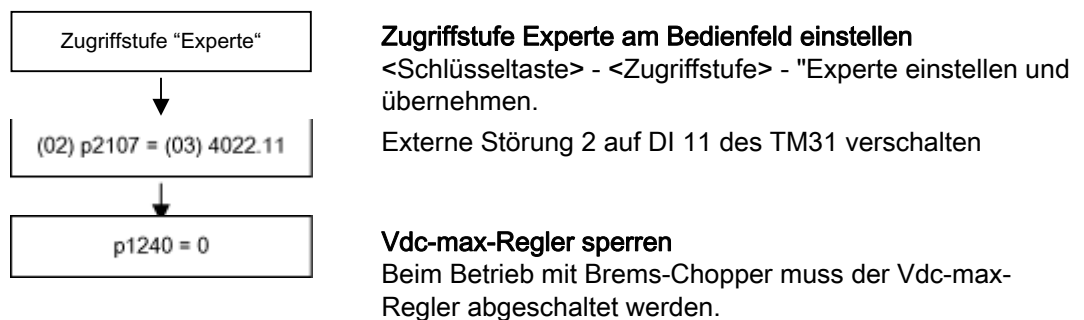 Zugriffstufe “Experte“
Zugriffstufe Experte am Bedienfeld einstellen
<Schlüsseltaste> - <Zugriffstufe> - "Experte einstellen und
übernehmen.
(02) p2107 = (03) 4022.11
Externe Störung 2 auf DI 11 des TM31 verschalten
p1240 = 0
Vdc-max-Regler sperren
Beim Betrieb mit Brems-Chopper muss der Vdc-max-
Regler abgeschaltet werden.